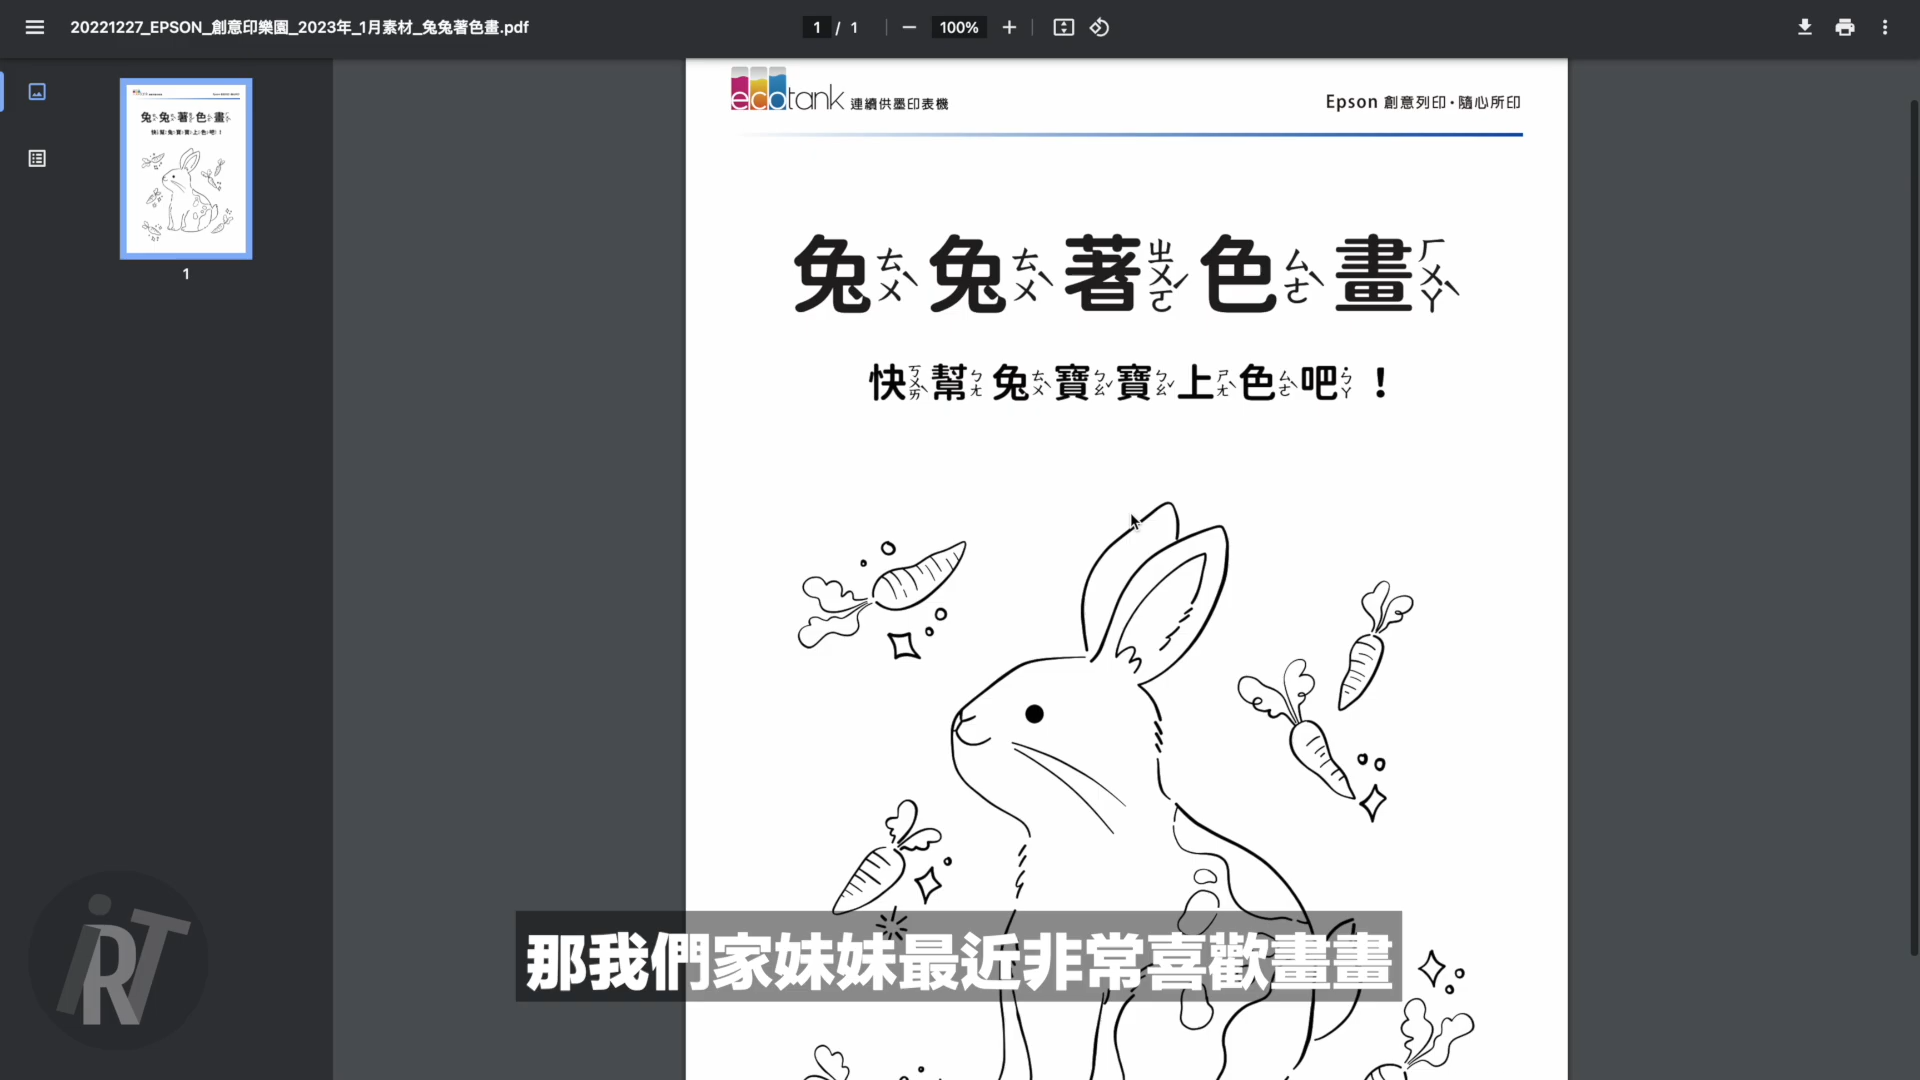 20221227_EPSON_創意印樂園_2023年_1月素材_兔兔著色畫.pdf
1 / 1
100%
ecotank 連續供墨印表機
Epson 創意列印·隨心所印
兔ㄊㄨˋ兔ㄊㄨˋ著ㄓㄨㄛˊ色ㄙㄜˋ畫ㄏㄨㄚˋ
快ㄎㄨㄞˋ幫ㄅㄤ兔ㄊㄨˋ寶ㄅㄠˇ寶ㄅㄠˇ上ㄕㄤˋ色ㄙㄜˋ吧˙ㄅㄚ！
1
那我們家妹妹最近非常喜歡畫畫
iRT